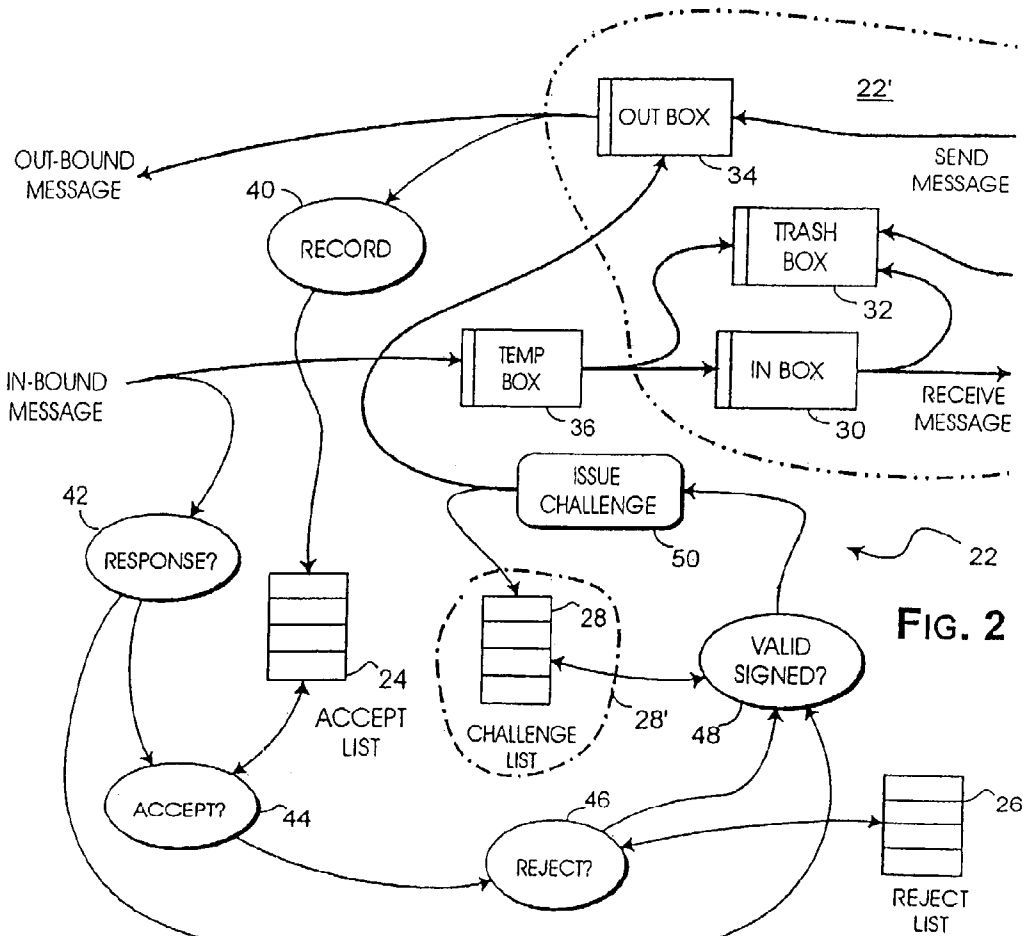 22'
OUT BOX
34
SEND
MESSAGE
OUT-BOUND
MESSAGE
40
RECORD
TRASH
BOX
32
TEMP
BOX
36
IN BOX
30
IN-BOUND
MESSAGE
RECEIVE
MESSAGE
ISSUE
CHALLENGE
50
42
RESPONSE?
22
FIG. 2
24
ACCEPT
LIST
28
28'
CHALLENGE
LIST
VALID
SIGNED?
48
ACCEPT?
44
46
REJECT?
26
REJECT
LIST